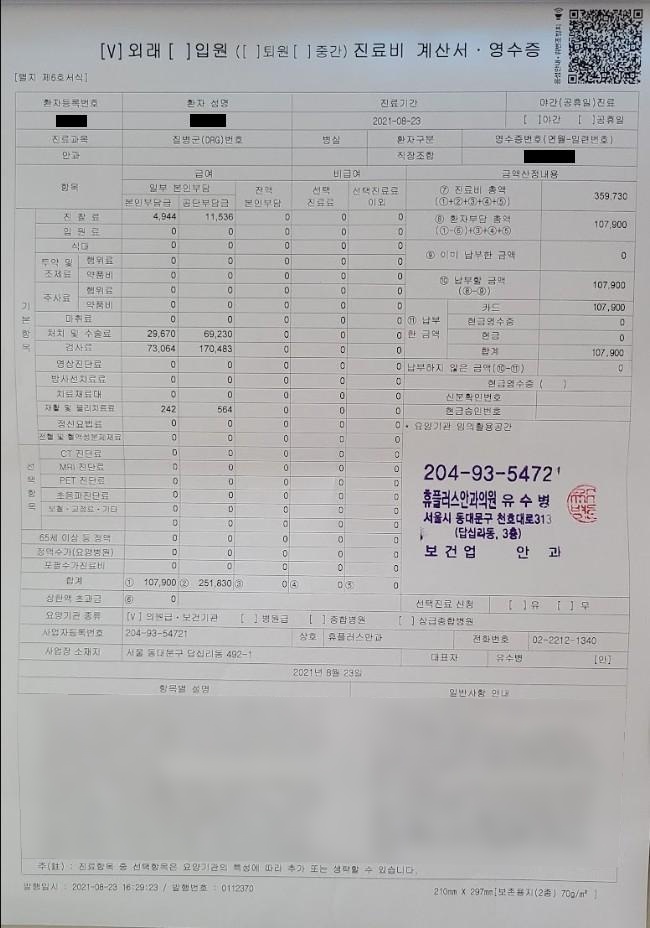 [V]외래 [ ]입원 ([ ]퇴원[ ]중간) 진료비 계산서·영수증
[별지 제6호서식]
환자등록번호 환자 성명 진료기간 야간(공휴일)진료
2021-08-23 [ ]야간 [ ]공휴일
진료과목 질병군(DRG)번호 병실 환자구분 영수증번호(연월-일련번호)
안과 직장조합
항목 급여 비급여 금액산정내용
일부 본인부담 전액 본인부담 선택 진료료 선택진료료 이외
본인부담금 공단부담금
⑦ 진료비 총액 (①+②+③+④+⑤) 359,730
⑧ 환자부담 총액 (①-⑥)+③+④+⑤ 107,900
⑨ 이미 납부한 금액 0
⑩ 납부할 금액 (⑧-⑨) 107,900
⑪ 납부한 금액
카드 107,900
현금영수증 0
현금 0
합계 107,900
납부하지 않은 금액(⑩-⑪) 0
현금영수증 ( )
신분확인번호
현금승인번호
* 요양기관 임의활용공간
기본항목
진찰료 4,944 11,536 0 0 0
입원료 0 0 0 0 0
식대 0 0 0 0 0
투약 및 조제료 행위료 0 0 0 0 0
약품비 0 0 0 0 0
주사료 행위료 0 0 0 0 0
약품비 0 0 0 0 0
마취료 0 0 0 0 0
처치 및 수술료 29,670 69,230 0 0 0
검사료 73,064 170,483 0 0 0
영상진단료 0 0 0 0 0
방사선치료료 0 0 0 0 0
치료재료대 0 0 0 0 0
재활 및 물리치료료 242 564 0 0 0
정신요법료 0 0 0 0 0
전혈 및 혈액성분제제료 0 0 0 0 0
선택항목
CT 진단료 0 0 0 0 0
MRI 진단료 0 0 0 0 0
PET 진단료 0 0 0 0 0
초음파진단료 0 0 0 0 0
보철·교정료·기타 0 0 0 0 0
0 0 0 0 0
65세 이상 등 정액 0 0 0 0 0
정액수가(요양병원) 0 0 0 0 0
포괄수가진료비 0 0 0 0 0
합계 ① 107,900 ② 251,830 ③ 0 ④ 0 ⑤ 0
상한액 초과금 ⑥ 0
204-93-5472
휴플러스안과의원 유수병
서울시 동대문구 천호대로313
(답십리동, 3층)
보건업 안과
선택진료 신청 [ ]유 [ ]무
요양기관 종류 [V]의원급·보건기관 [ ]병원급 [ ]종합병원 [ ]상급종합병원
사업자등록번호 204-93-54721 상호 휴플러스안과 전화번호 02-2212-1340
사업장 소재지 서울 동대문구 답십리동 492-1 대표자 유수병 [인]
2021년 8월 23일
항목별 설명 일반사항 안내
주(註) : 진료항목 중 선택항목은 요양기관의 특성에 따라 추가 또는 생략할 수 있습니다.
발행일시 : 2021-08-23 16:29:23 / 발행번호 : 0112370
210mm X 297mm[보존용지(2종) 70g/m²]